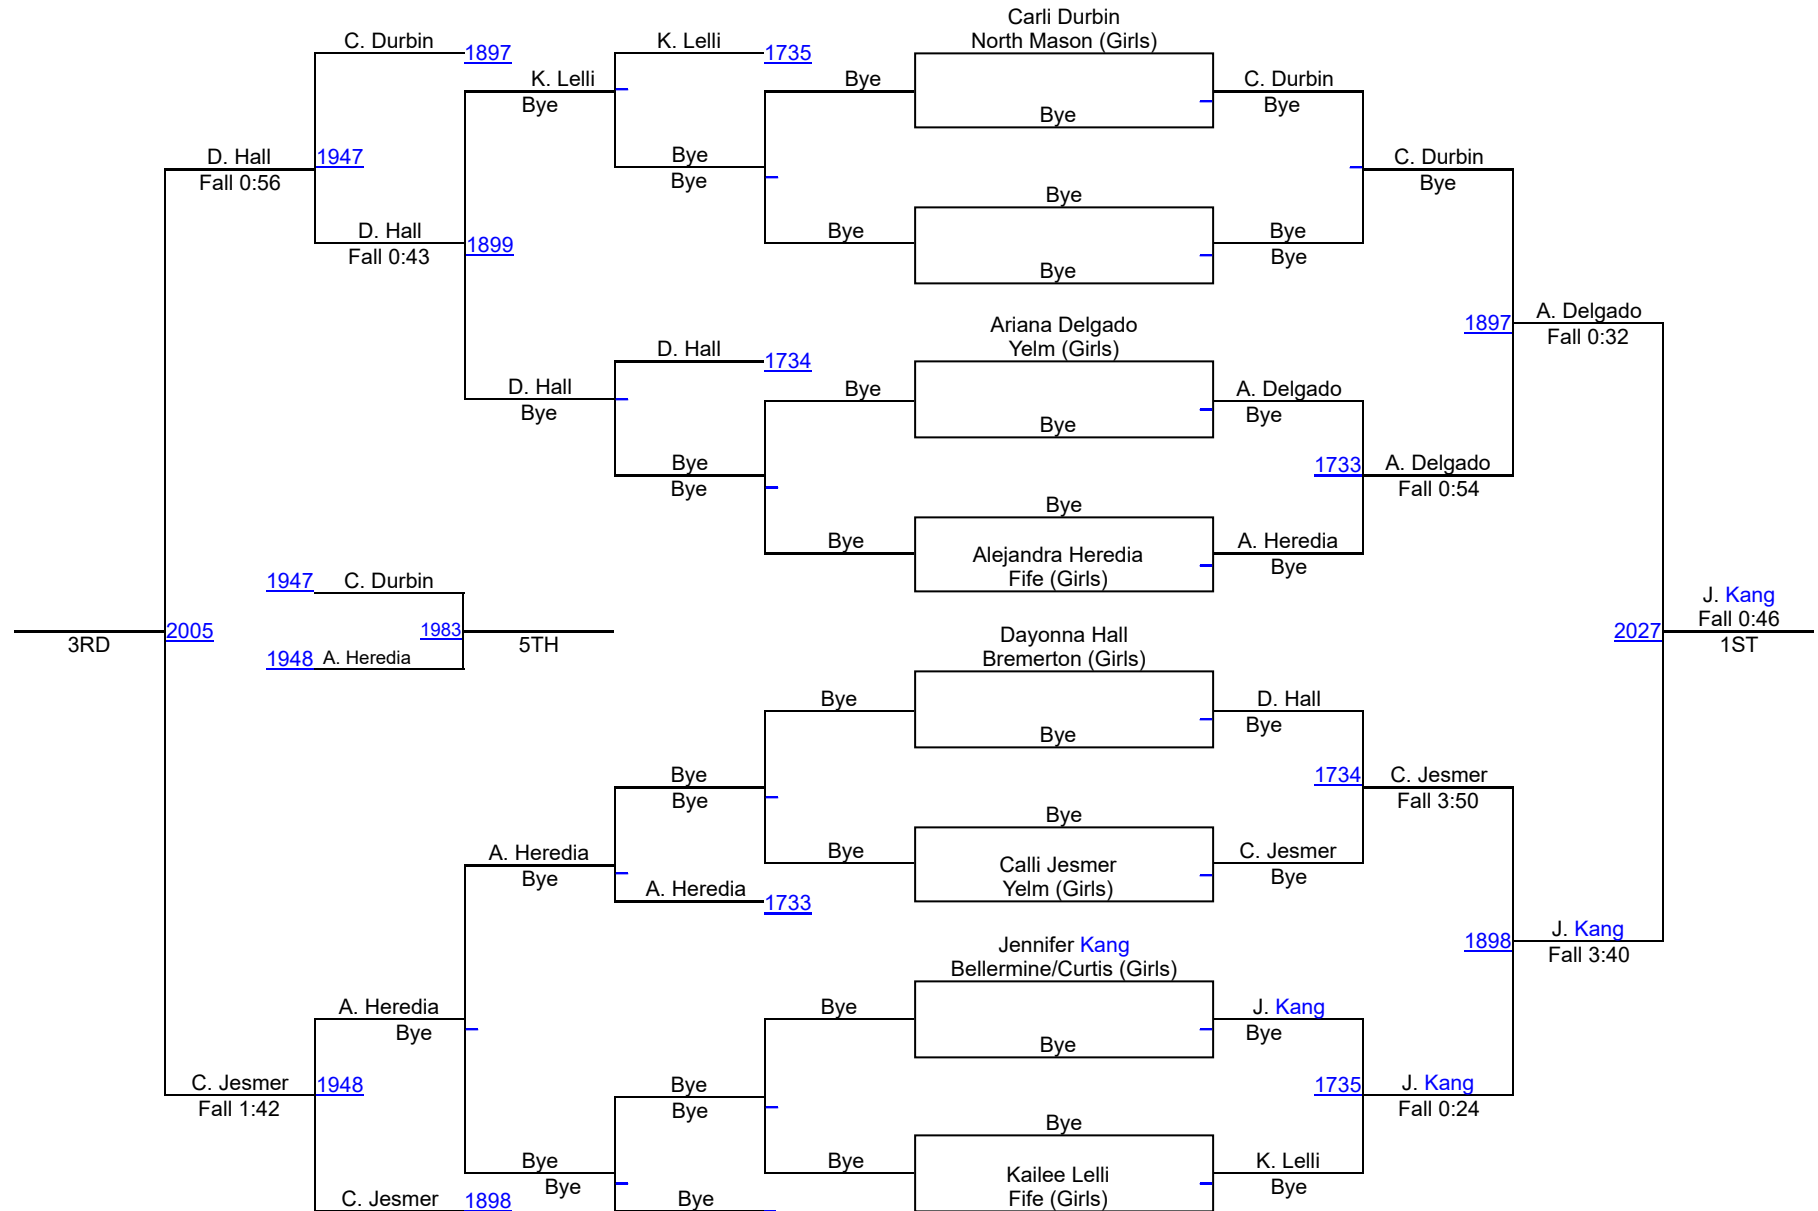 Carli Durbin
C. Durbin
1897
K. Lelli
1735
North Mason (Girls)
K. Lelli
Bye
Bye
C. Durbin
Bye
Bye
Bye
D. Hall
Fall 0:56
1947
Bye
Bye
C. Durbin
Bye
Bye
D. Hall
Fall 0:43
1899
Bye
Bye
Bye
Bye
Ariana Delgado
Yelm (Girls)
1897
A. Delgado
Fall 0:32
D. Hall
1734
D. Hall
Bye
Bye
A. Delgado
Bye
Bye
Bye
Bye
1733
A. Delgado
Fall 0:54
Bye
Bye
A. Heredia
Bye
Alejandra Heredia
Fife (Girls)
1947
C. Durbin
J. Kang
Fall 0:46
3RD
2005
1983
5TH
2027
1ST
1948
A. Heredia
Dayonna Hall
Bremerton (Girls)
Bye
D. Hall
Bye
Bye
Bye
Bye
1734
C. Jesmer
Fall 3:50
Bye
A. Heredia
Bye
Bye
C. Jesmer
Bye
Calli Jesmer
Yelm (Girls)
A. Heredia
1733
Jennifer Kang
Bellermine/Curtis (Girls)
1898
J. Kang
Fall 3:40
A. Heredia
Bye
Bye
J. Kang
Bye
Bye
C. Jesmer
Fall 1:42
1948
Bye
Bye
1735
J. Kang
Fall 0:24
Bye
Bye
Bye
Bye
K. Lelli
Bye
Kailee Lelli
Fife (Girls)
C. Jesmer
1898
Bye